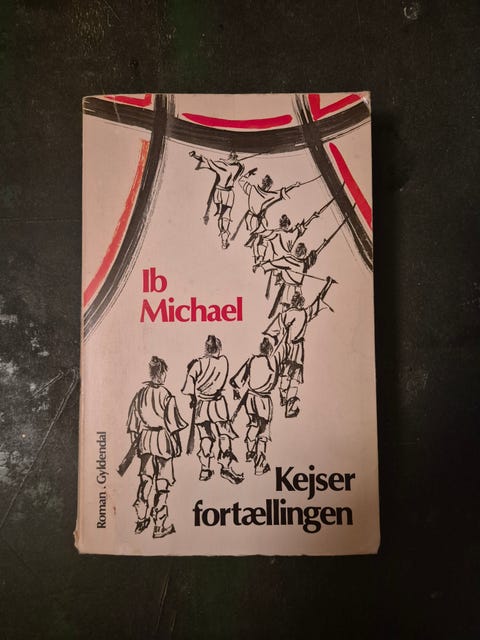 Ib
Michael
Kejser
fortællingen
Roman . Gyldendal